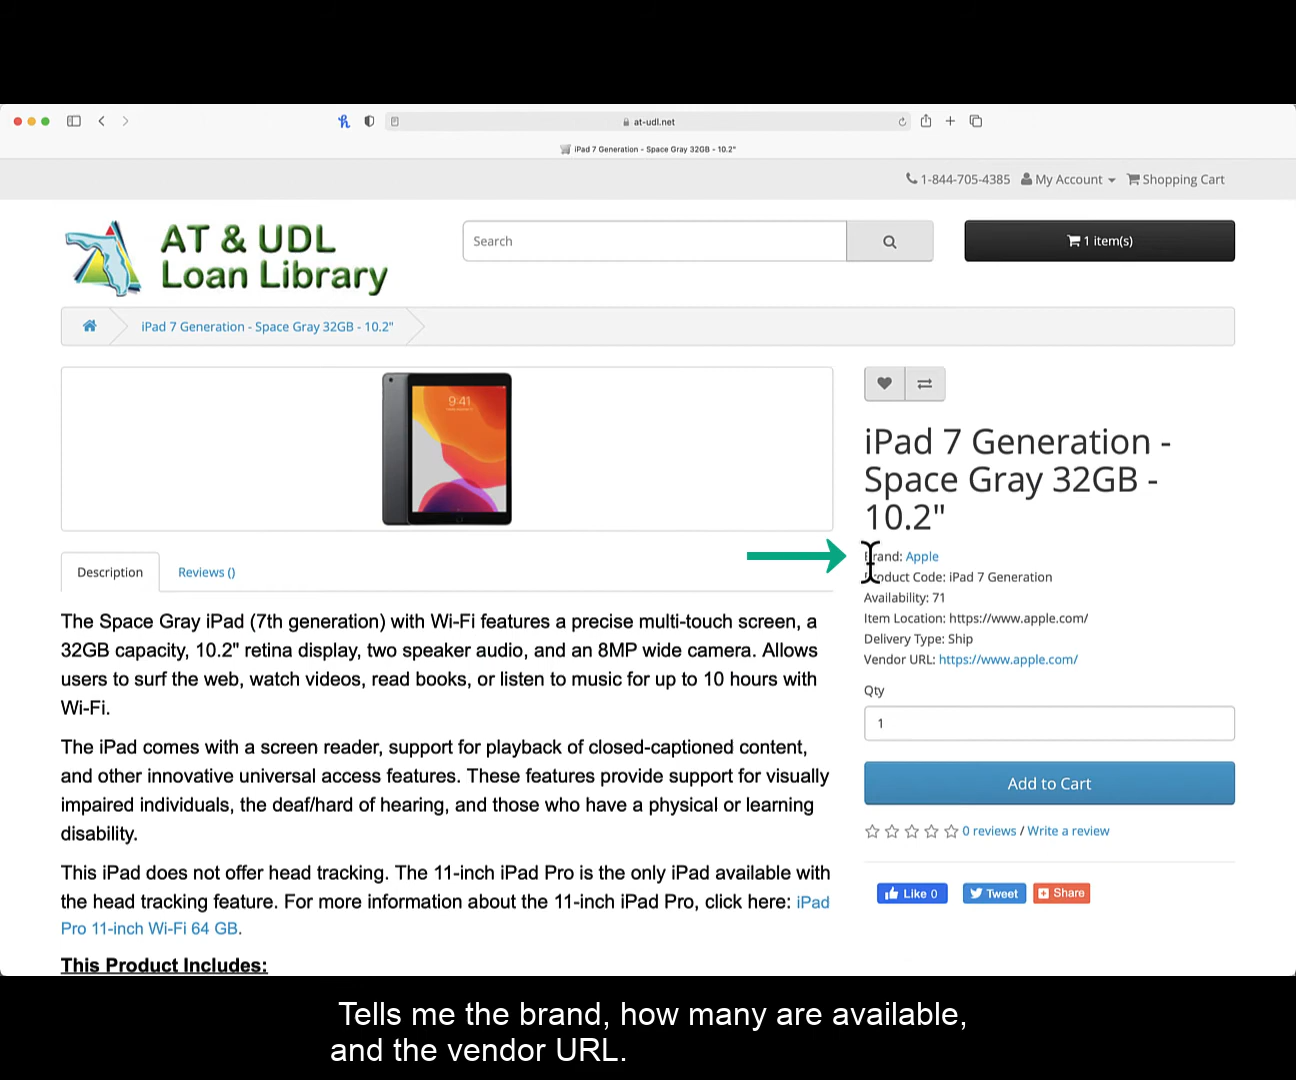 at-udl.net
iPad 7 Generation - Space Gray 32GB - 10.2"
1-844-705-4385 My Account Shopping Cart
AT & UDL
Loan Library
Search
1 item(s)
iPad 7 Generation - Space Gray 32GB - 10.2"
9:41
iPad 7 Generation -
Space Gray 32GB -
10.2"
Brand: Apple
Product Code: iPad 7 Generation
Availability: 71
Item Location: https://www.apple.com/
Delivery Type: Ship
Vendor URL: https://www.apple.com/
Qty
1
Add to Cart
0 reviews / Write a review
Like 0 Tweet Share
Description Reviews ()
The Space Gray iPad (7th generation) with Wi-Fi features a precise multi-touch screen, a
32GB capacity, 10.2" retina display, two speaker audio, and an 8MP wide camera. Allows
users to surf the web, watch videos, read books, or listen to music for up to 10 hours with
Wi-Fi.
The iPad comes with a screen reader, support for playback of closed-captioned content,
and other innovative universal access features. These features provide support for visually
impaired individuals, the deaf/hard of hearing, and those who have a physical or learning
disability.
This iPad does not offer head tracking. The 11-inch iPad Pro is the only iPad available with
the head tracking feature. For more information about the 11-inch iPad Pro, click here: iPad
Pro 11-inch Wi-Fi 64 GB.
This Product Includes:
Tells me the brand, how many are available,
and the vendor URL.